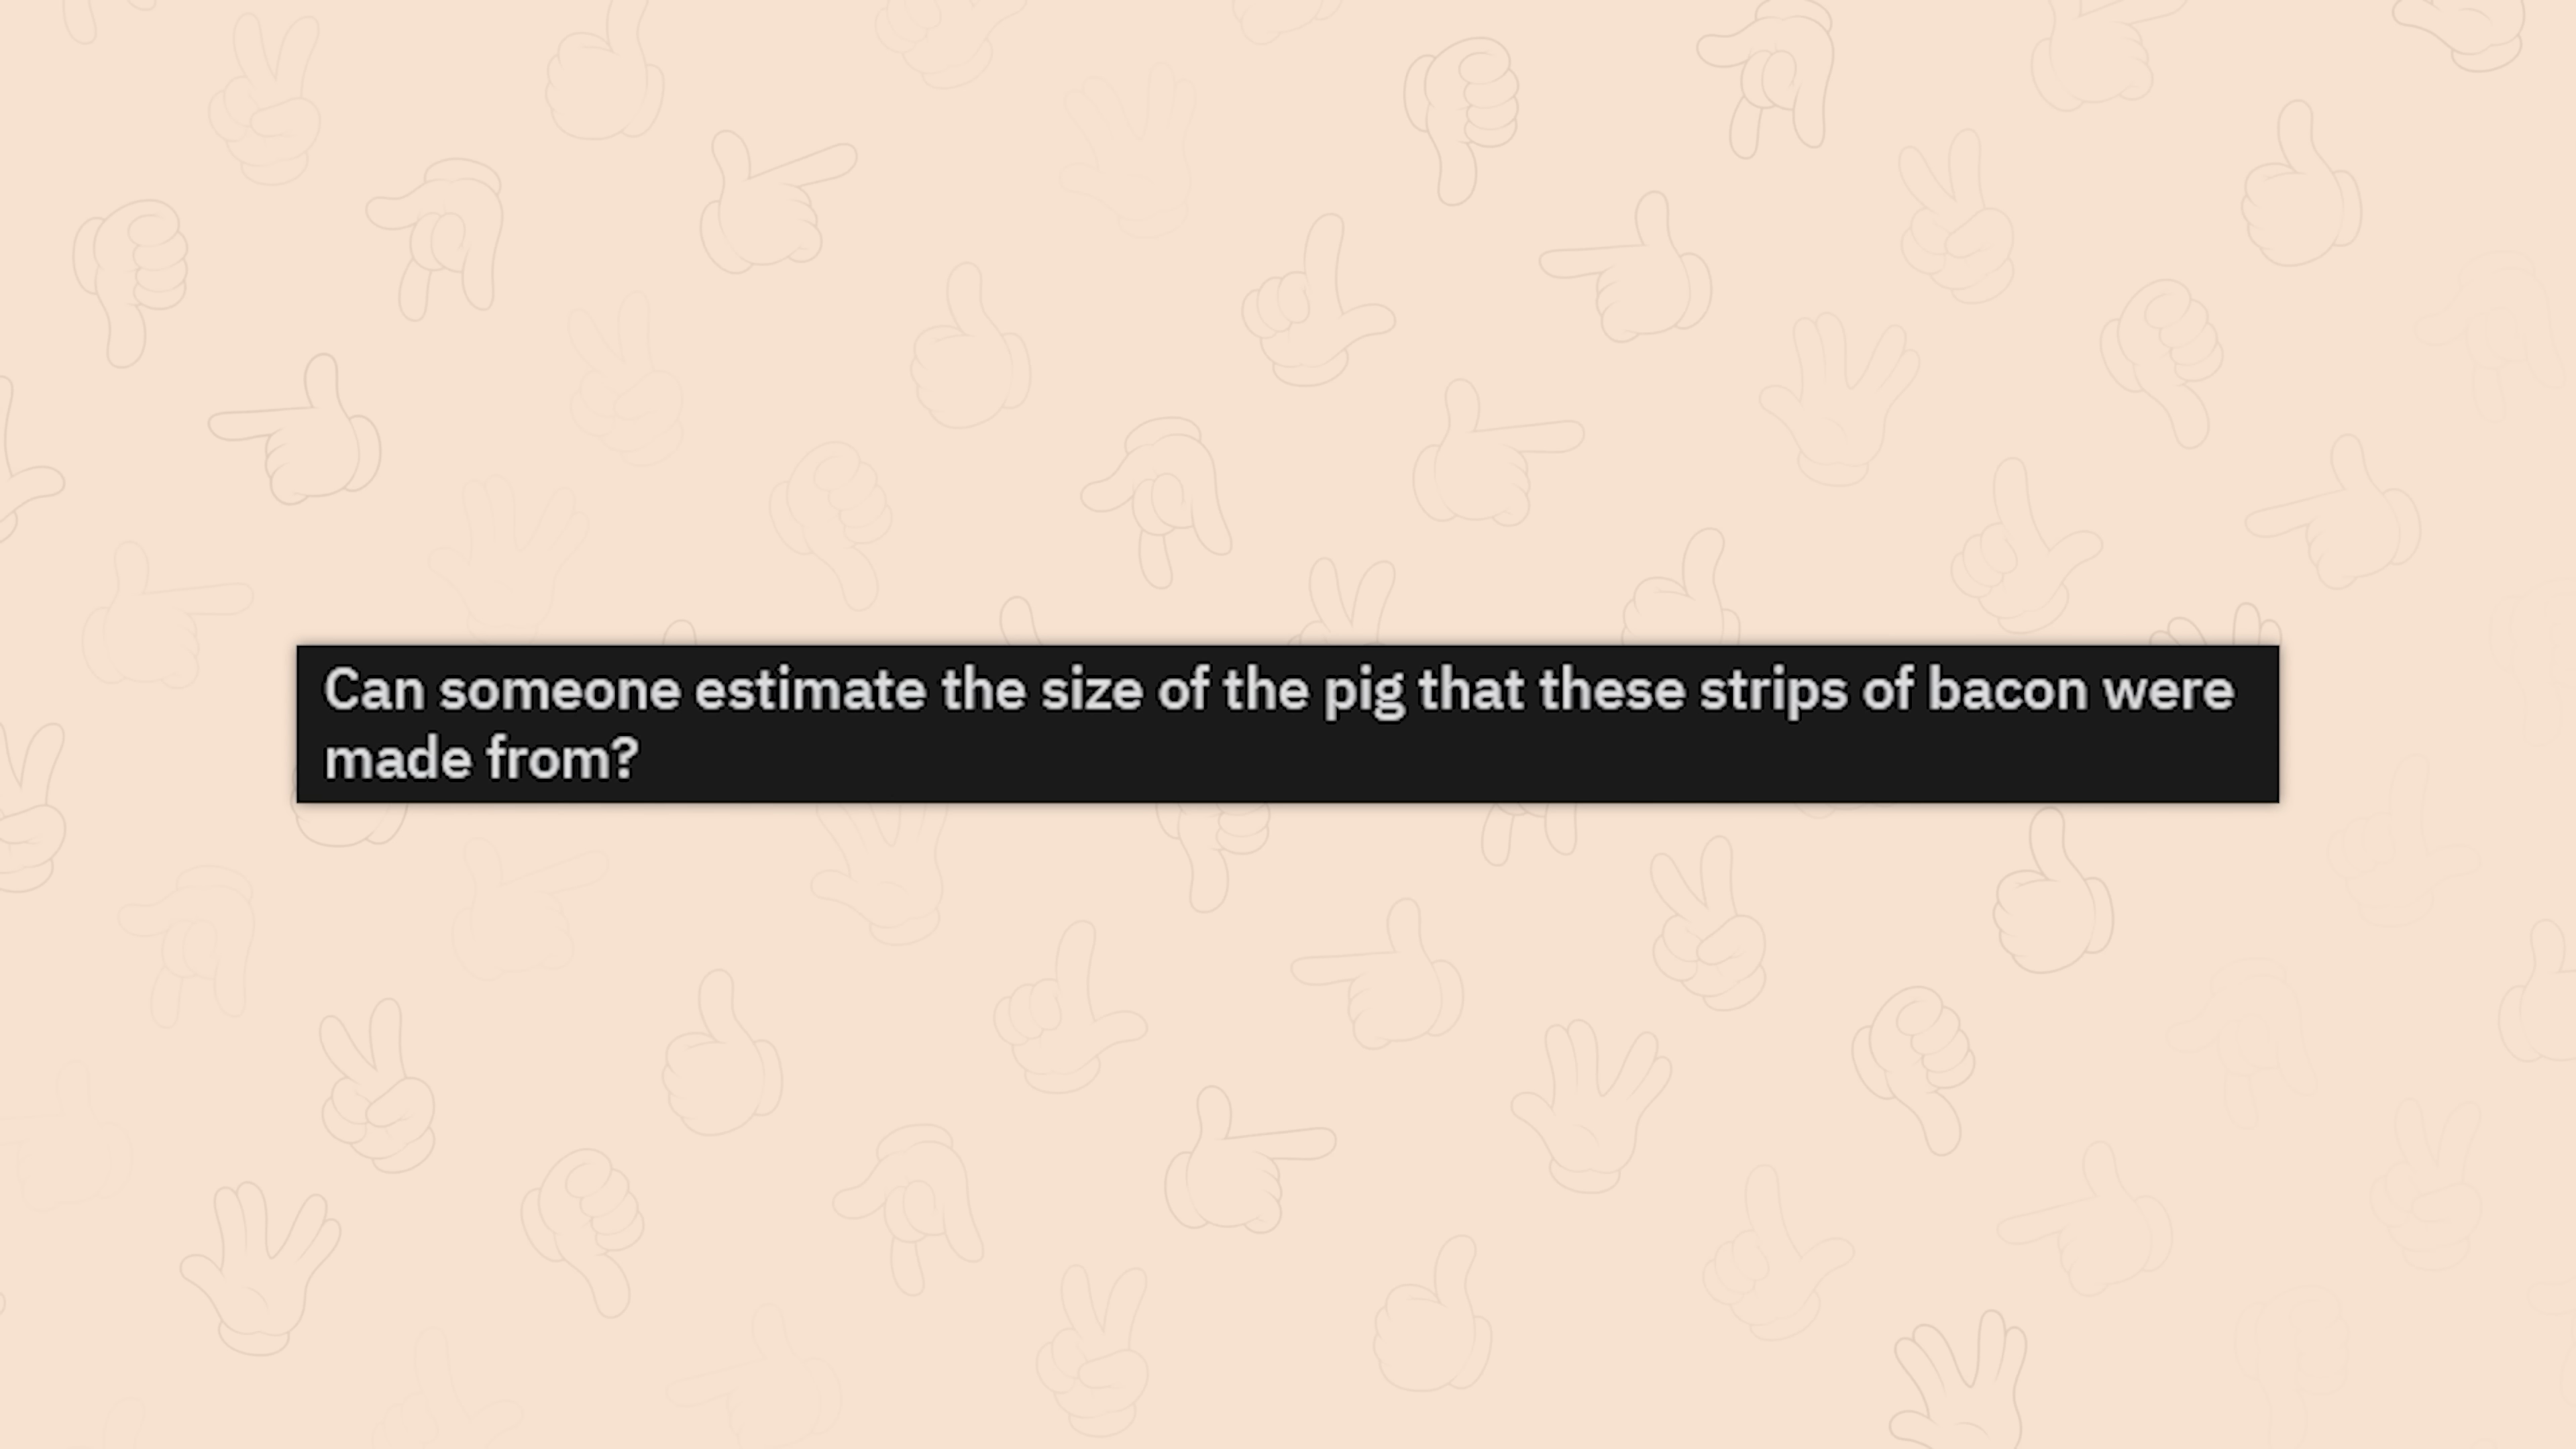 Can someone estimate the size of the pig that these strips of bacon were
made from?